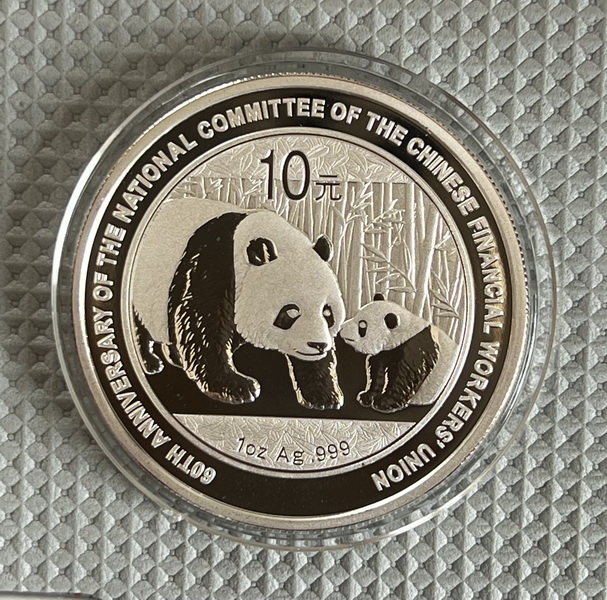 60TH ANNIVERSARY OF THE NATIONAL COMMITTEE OF THE CHINESE FINANCIAL WORKERS' UNION
10元
1oz Ag .999